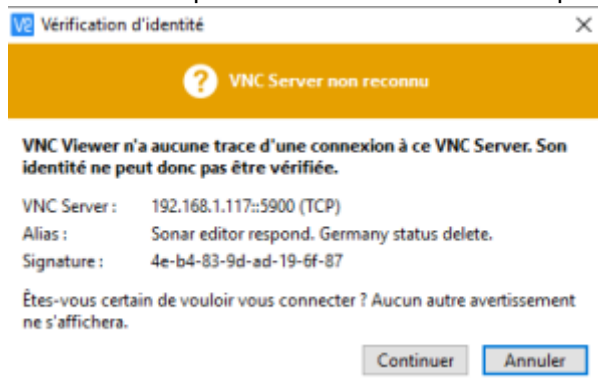 V2 Vérification d'identité
VNC Server non reconnu
VNC Viewer n'a aucune trace d'une connexion à ce VNC Server. Son
identité ne peut donc pas être vérifiée.
VNC Server : 192.168.1.117::5900 (TCP)
Alias : Sonar editor respond. Germany status delete.
Signature : 4e-b4-83-9d-ad-19-6f-87
Êtes-vous certain de vouloir vous connecter ? Aucun autre avertissement
ne s'affichera.
Continuer Annuler